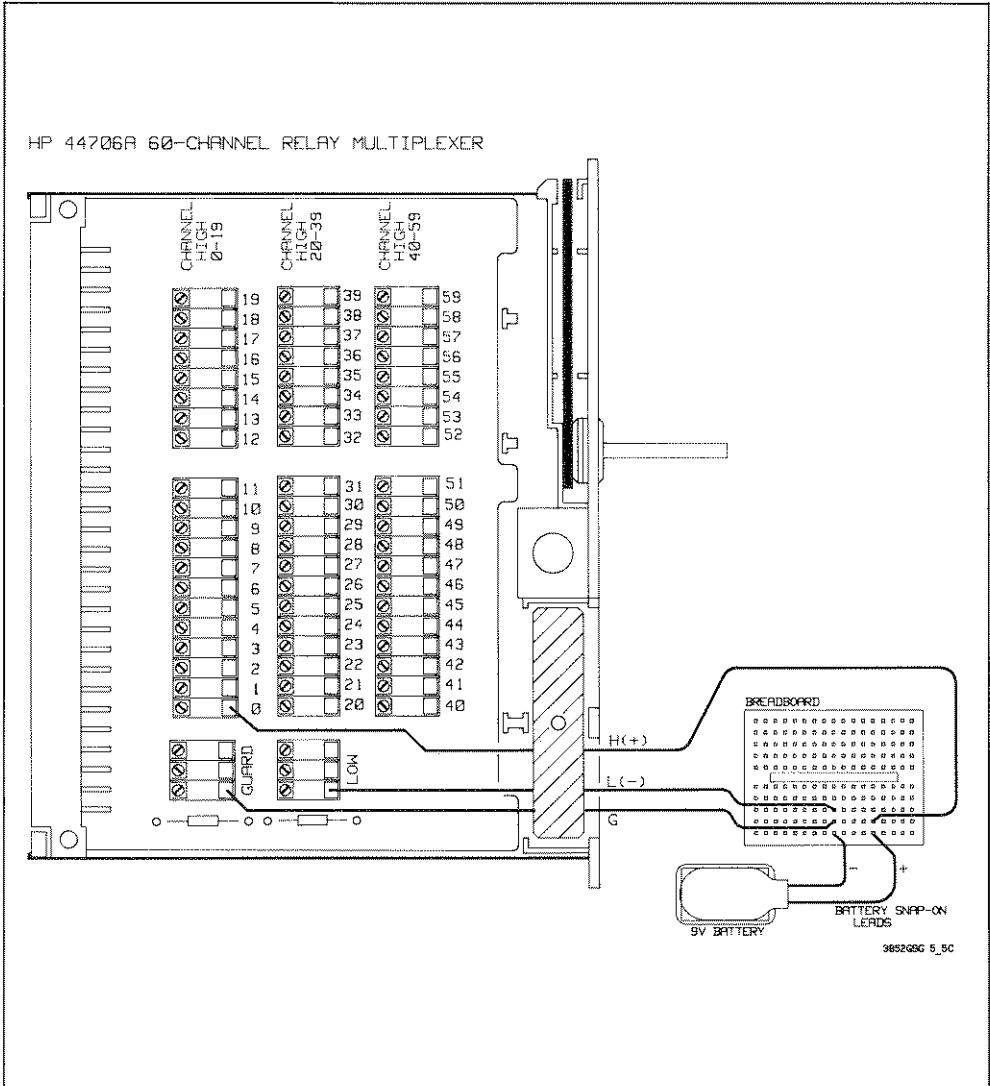 HP 44706A 60-CHANNEL RELAY MULTIPLEXER
CHANNEL
HIGH
0-19
CHANNEL
HIGH
20-39
CHANNEL
HIGH
40-59
19 39 59
18 38 58
17 37 57
16 36 56
15 35 55
14 34 54
13 33 53
12 32 52
11 31 51
10 30 50
9 29 49
8 28 48
7 27 47
6 26 46
5 25 45
4 24 44
3 23 43
2 22 42
1 21 41
0 20 40
GUARD
LOW
H(+)
L(-)
G
BREADBOARD
- +
9V BATTERY
BATTERY SNAP-ON
LEADS
3852GSG 5_5C